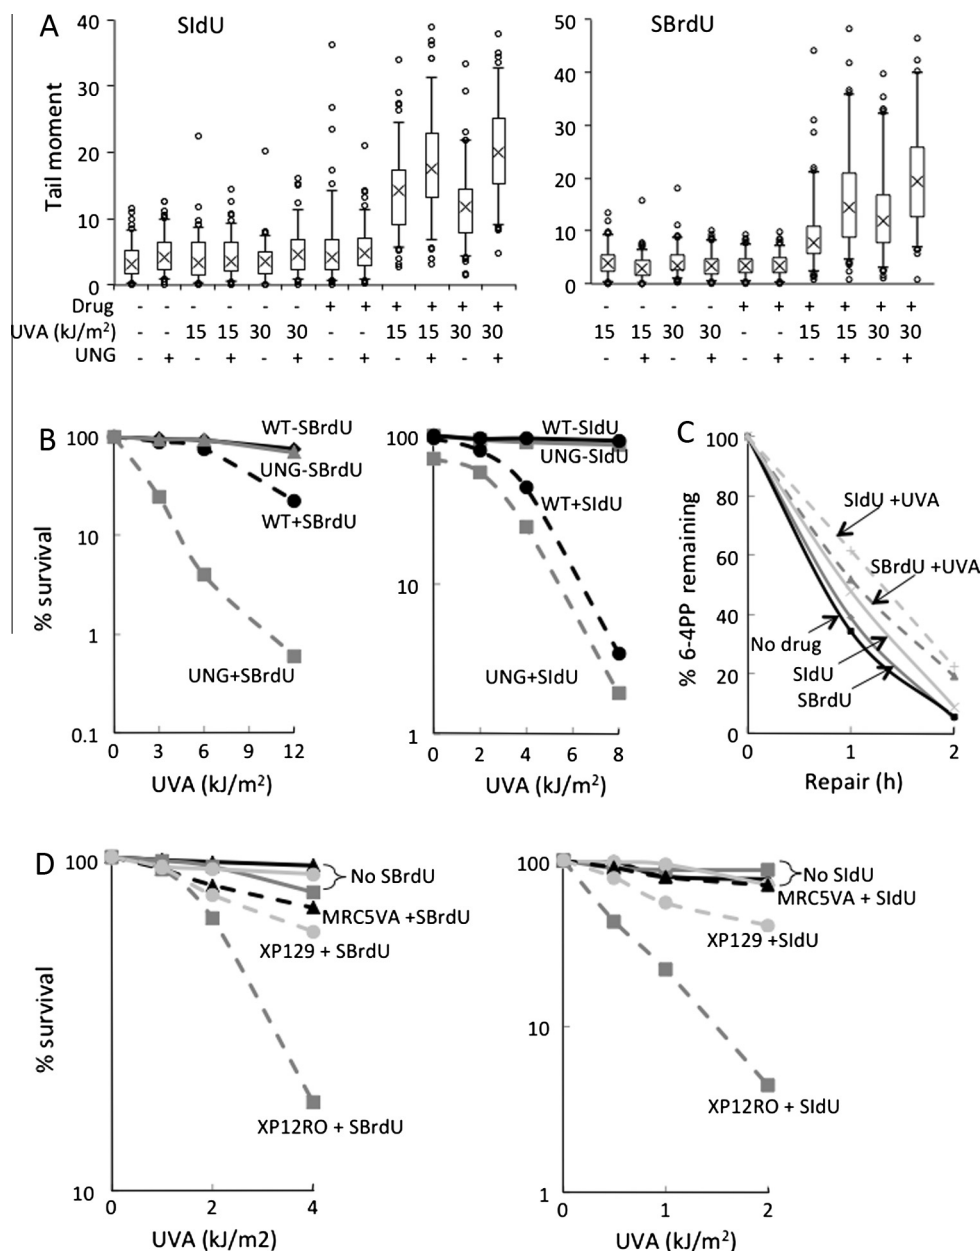 A
SIdU
SBrdU
Tail moment
40
30
20
10
0
50
40
30
20
10
0
Drug - - - - - - + + + + + +
UVA (kJ/m²) - - 15 15 30 30 - - 15 15 30 30
UNG - + - + - + - + - + - +
- - - - + + + + + +
15 15 30 30 - - 15 15 30 30
- + - + - + - + - +
B
% survival
100
10
1
0.1
WT-SBrdU
UNG-SBrdU
WT+SBrdU
UNG+SBrdU
0 3 6 9 12
UVA (kJ/m²)
100
10
1
WT-SIdU
UNG-SIdU
WT+SIdU
UNG+SIdU
0 2 4 6 8
UVA (kJ/m²)
C
% 6-4PP remaining
100
80
60
40
20
0
SIdU +UVA
SBrdU +UVA
No drug
SIdU
SBrdU
0 1 2
Repair (h)
D
% survival
100
10
No SBrdU
MRC5VA +SBrdU
XP129 + SBrdU
XP12RO + SBrdU
0 2 4
UVA (kJ/m2)
100
10
1
No SIdU
MRC5VA + SIdU
XP129 +SIdU
XP12RO + SIdU
0 1 2
UVA (kJ/m²)